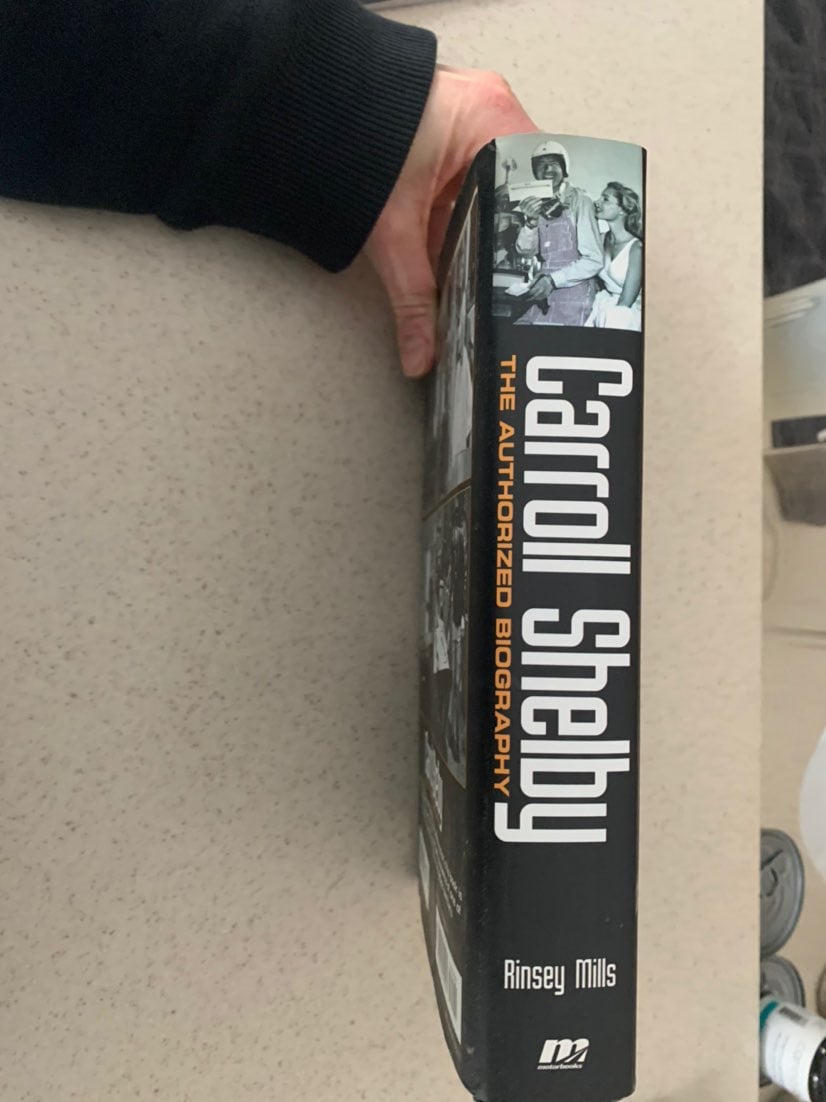 Carroll Shelby
THE AUTHORIZED BIOGRAPHY
Rinsey Mills
m
motorbooks